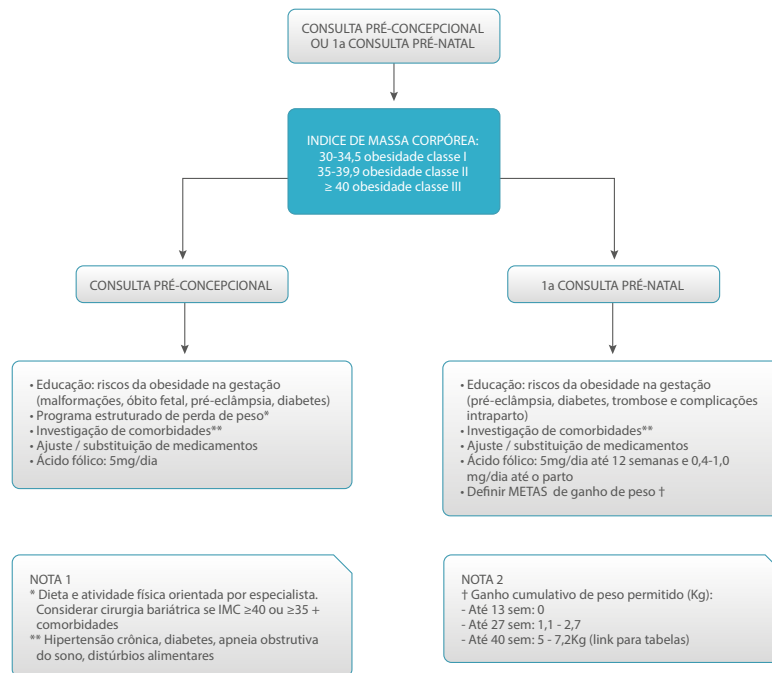 CONSULTA PRÉ-CONCEPCIONAL
OU 1a CONSULTA PRÉ-NATAL
INDICE DE MASSA CORPÓREA:
30-34,5 obesidade classe I
35-39,9 obesidade classe II
≥ 40 obesidade classe III
CONSULTA PRÉ-CONCEPCIONAL
1a CONSULTA PRÉ-NATAL
• Educação: riscos da obesidade na gestação
(malformações, óbito fetal, pré-eclâmpsia, diabetes)
• Programa estruturado de perda de peso*
• Investigação de comorbidades**
• Ajuste / substituição de medicamentos
• Ácido fólico: 5mg/dia
• Educação: riscos da obesidade na gestação
(pré-eclâmpsia, diabetes, trombose e complicações
intraparto)
• Investigação de comorbidades**
• Ajuste / substituição de medicamentos
• Ácido fólico: 5mg/dia até 12 semanas e 0,4-1,0
mg/dia até o parto
• Definir METAS de ganho de peso †
NOTA 1
* Dieta e atividade física orientada por especialista.
Considerar cirurgia bariátrica se IMC ≥40 ou ≥35 +
comorbidades
** Hipertensão crônica, diabetes, apneia obstrutiva
do sono, distúrbios alimentares
NOTA 2
† Ganho cumulativo de peso permitido (Kg):
- Até 13 sem: 0
- Até 27 sem: 1,1 - 2,7
- Até 40 sem: 5 - 7,2Kg (link para tabelas)